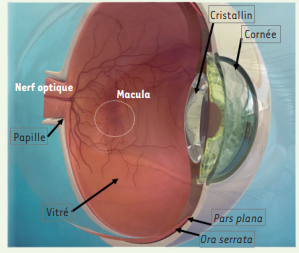 Cristallin
Cornée
Nerf optique
Macula
Papille
Vitré
Pars plana
Ora serrata